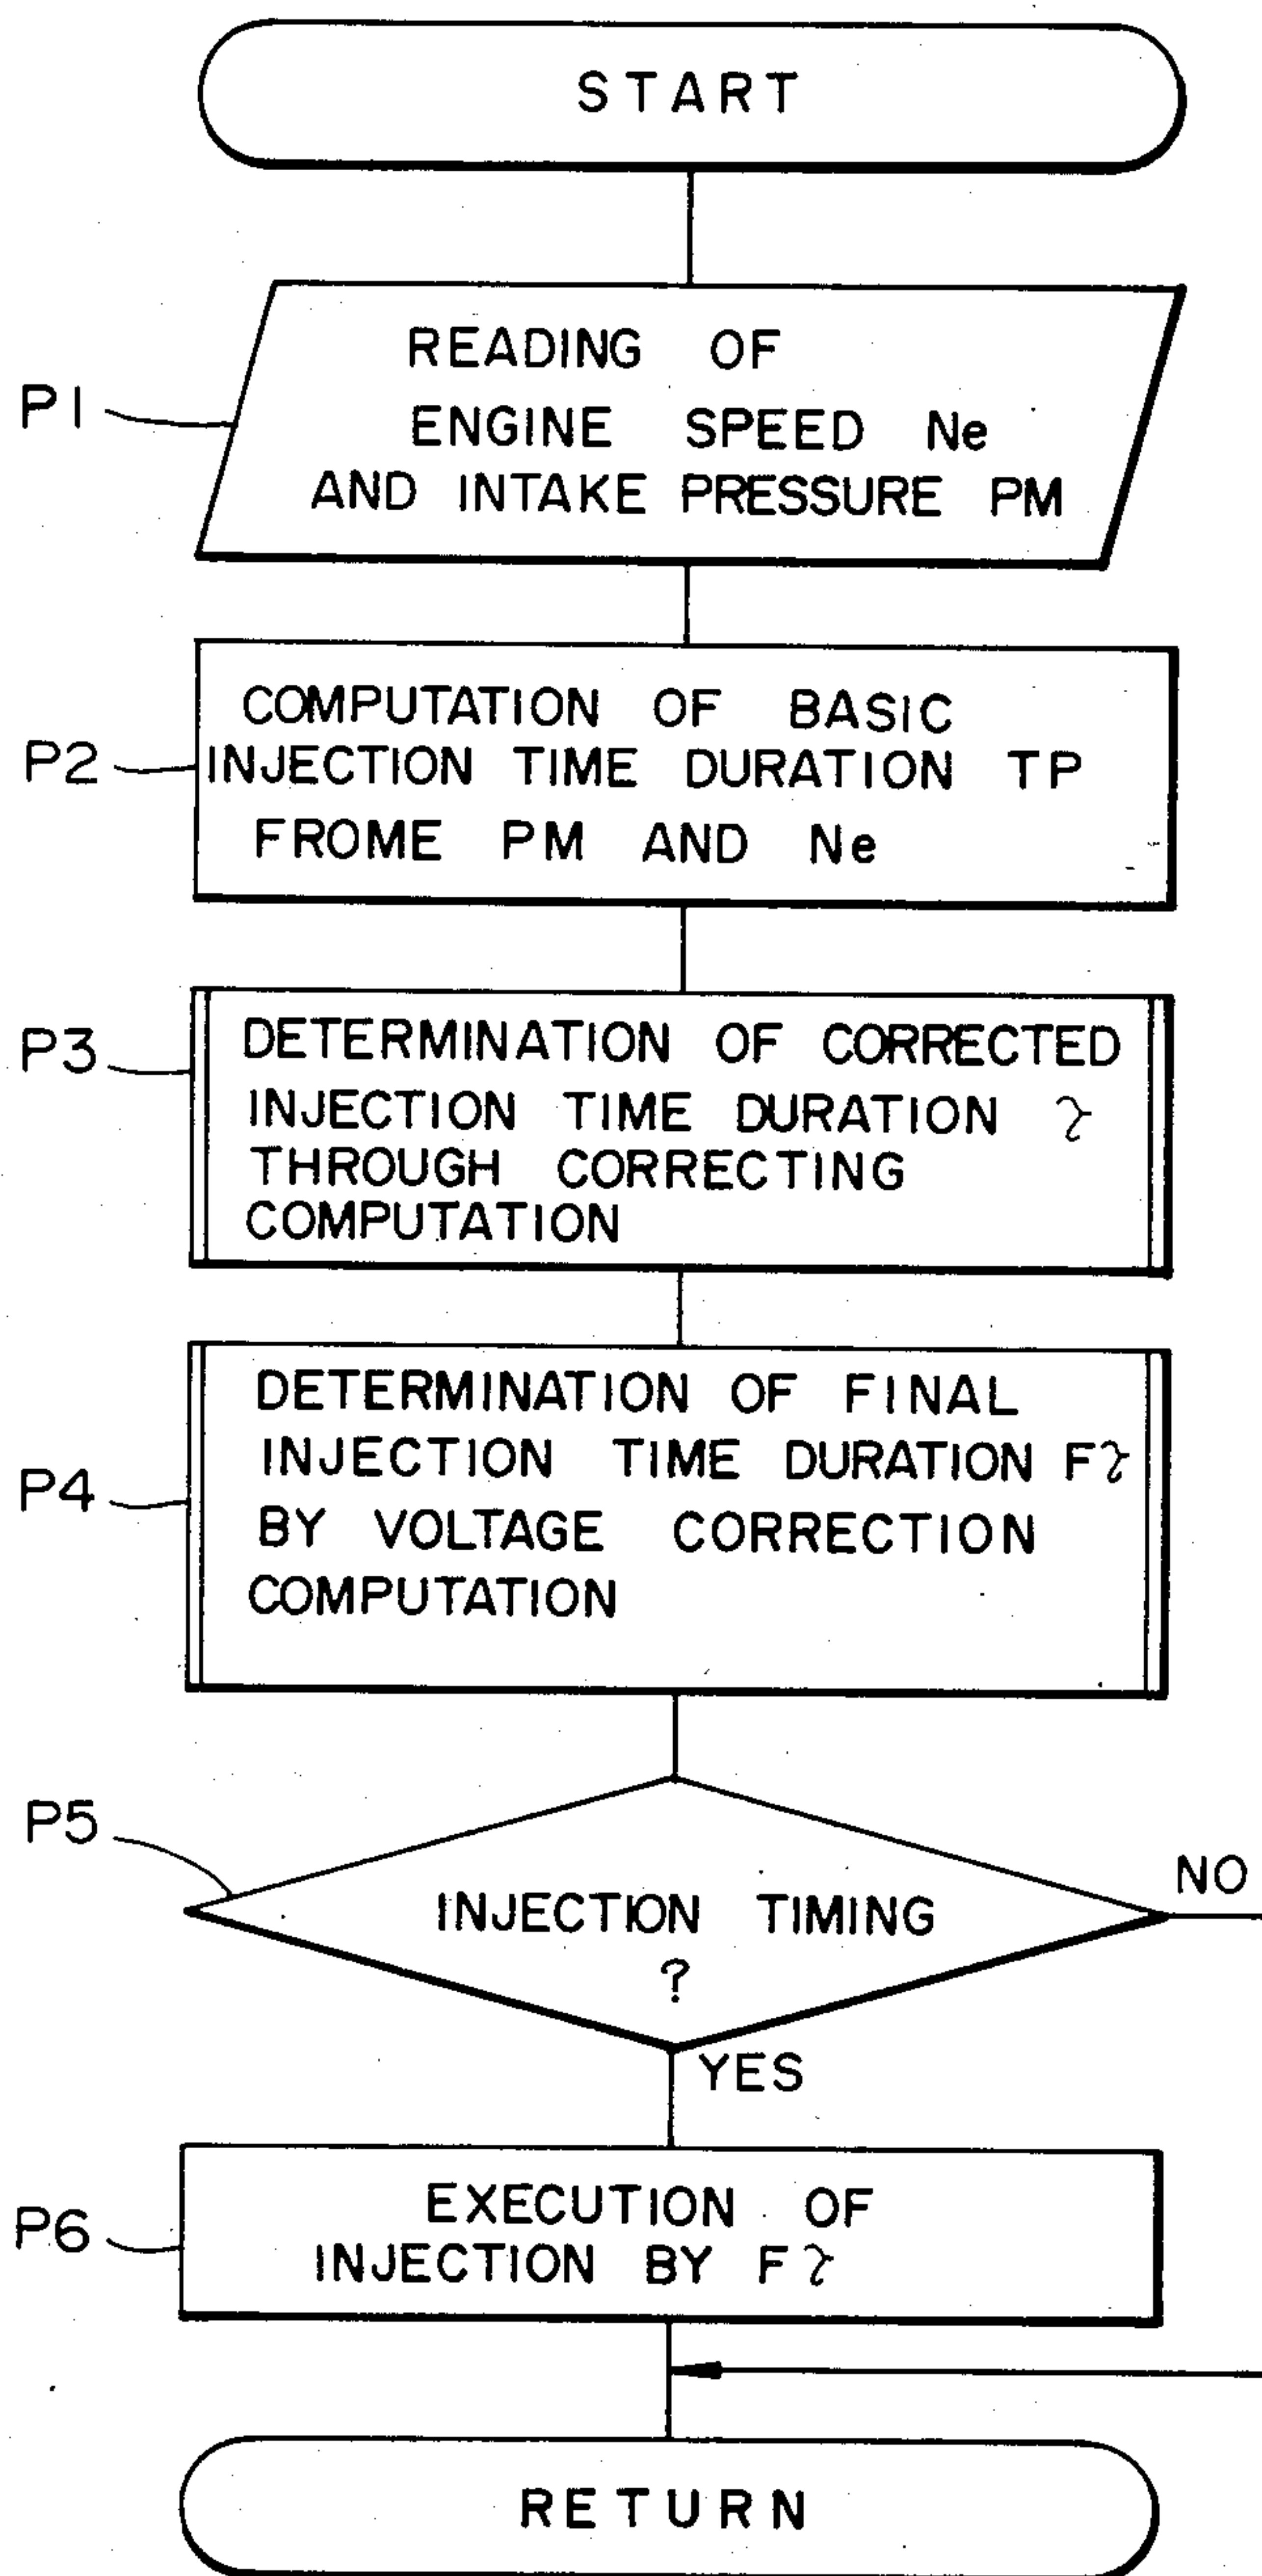 START
P1
READING OF
ENGINE SPEED Ne
AND INTAKE PRESSURE PM
P2
COMPUTATION OF BASIC
INJECTION TIME DURATION TP
FROME PM AND Ne
P3
DETERMINATION OF CORRECTED
INJECTION TIME DURATION τ
THROUGH CORRECTING
COMPUTATION
P4
DETERMINATION OF FINAL
INJECTION TIME DURATION Fτ
BY VOLTAGE CORRECTION
COMPUTATION
P5
INJECTION TIMING
?
NO
YES
P6
EXECUTION OF
INJECTION BY Fτ
RETURN